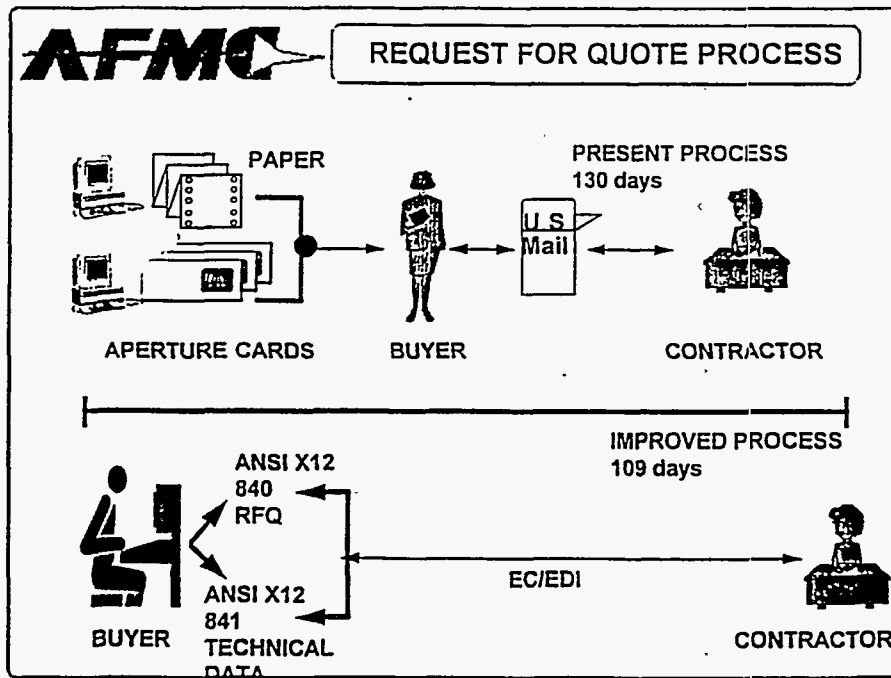 AFMC
REQUEST FOR QUOTE PROCESS
PAPER
PRESENT PROCESS
130 days
U S
Mail
APERTURE CARDS
BUYER
CONTRACTOR
IMPROVED PROCESS
109 days
ANSI X12
840
RFQ
EC/EDI
ANSI X12
841
TECHNICAL
DATA
BUYER
CONTRACTOR